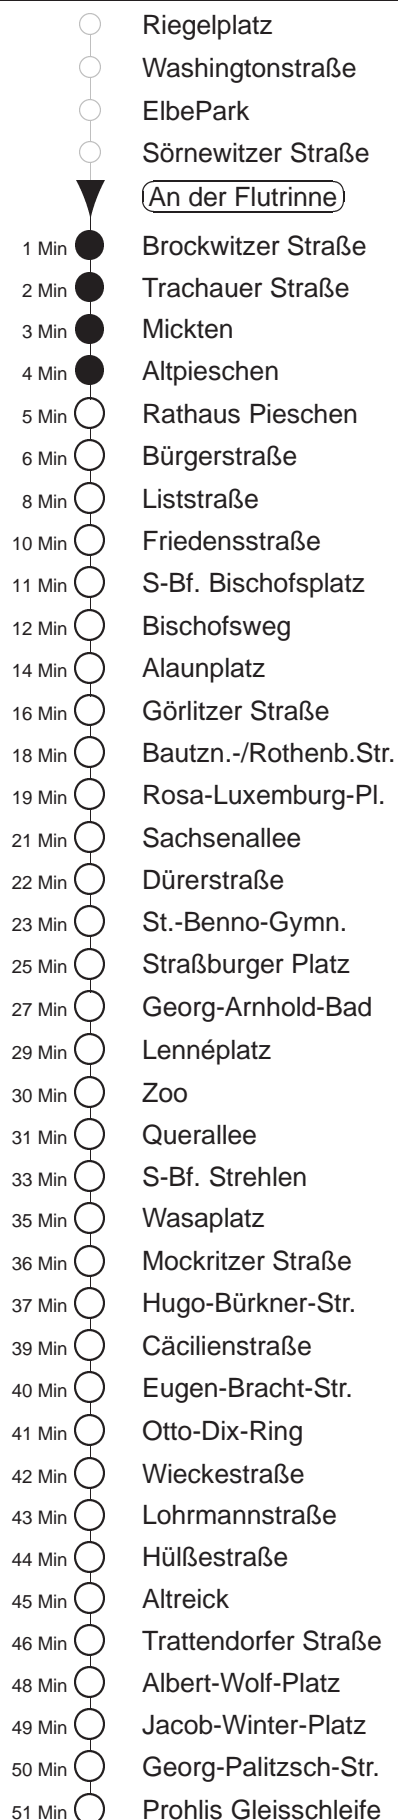 Riegelplatz
Washingtonstraße
ElbePark
Sörnewitzer Straße
An der Flutrinne
1 Min Brockwitzer Straße
2 Min Trachauer Straße
3 Min Mickten
4 Min Altpieschen
5 Min Rathaus Pieschen
6 Min Bürgerstraße
8 Min Liststraße
10 Min Friedensstraße
11 Min S-Bf. Bischofsplatz
12 Min Bischofsweg
14 Min Alaunplatz
16 Min Görlitzer Straße
18 Min Bautzn.-/Rothenb.Str.
19 Min Rosa-Luxemburg-Pl.
21 Min Sachsenallee
22 Min Dürerstraße
23 Min St.-Benno-Gymn.
25 Min Straßburger Platz
27 Min Georg-Arnhold-Bad
29 Min Lennéplatz
30 Min Zoo
31 Min Querallee
33 Min S-Bf. Strehlen
35 Min Wasaplatz
36 Min Mockritzer Straße
37 Min Hugo-Bürkner-Str.
39 Min Cäcilienstraße
40 Min Eugen-Bracht-Str.
41 Min Otto-Dix-Ring
42 Min Wieckestraße
43 Min Lohrmannstraße
44 Min Hülßestraße
45 Min Altreick
46 Min Trattendorfer Straße
48 Min Albert-Wolf-Platz
49 Min Jacob-Winter-Platz
50 Min Georg-Palitzsch-Str.
51 Min Prohlis Gleisschleife